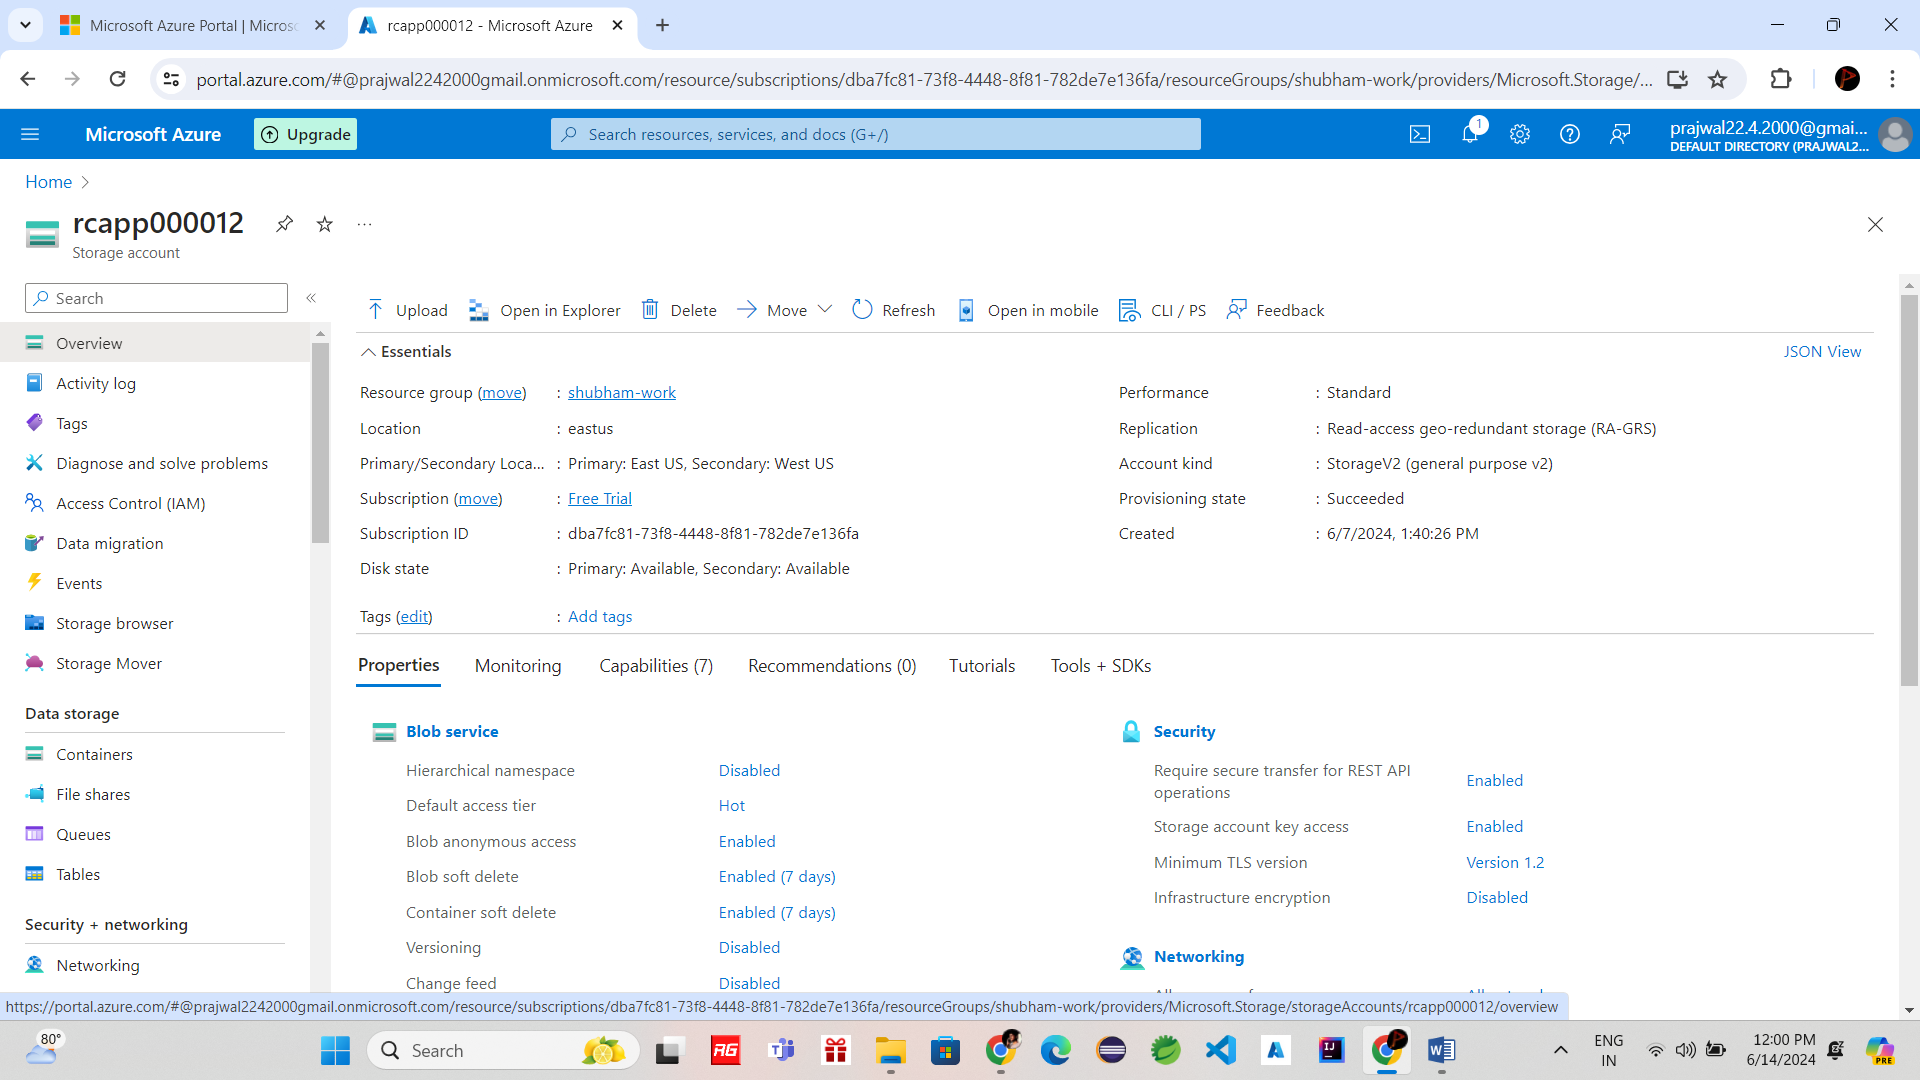 Microsoft Azure Portal | Micros
rcapp000012 - Microsoft Azure
portal.azure.com/#@prajwal2242000gmail.onmicrosoft.com/resource/subscriptions/dba7fc81-73f8-4448-8f81-782de7e136fa/resourceGroups/shubham-work/providers/Microsoft.Storage/...
Microsoft Azure
Upgrade
Search resources, services, and docs (G+/)
1
prajwal22.4.2000@gmai...
DEFAULT DIRECTORY (PRAJWAL2...
Home
rcapp000012
...
Storage account
Search
Overview
Activity log
Tags
Diagnose and solve problems
Access Control (IAM)
Data migration
Events
Storage browser
Storage Mover
Data storage
Containers
File shares
Queues
Tables
Security + networking
Networking
Upload
Open in Explorer
Delete
Move
Refresh
Open in mobile
CLI / PS
Feedback
Essentials
JSON View
Resource group (move) : shubham-work
Location : eastus
Primary/Secondary Loca... : Primary: East US, Secondary: West US
Subscription (move) : Free Trial
Subscription ID : dba7fc81-73f8-4448-8f81-782de7e136fa
Disk state : Primary: Available, Secondary: Available
Tags (edit) : Add tags
Performance : Standard
Replication : Read-access geo-redundant storage (RA-GRS)
Account kind : StorageV2 (general purpose v2)
Provisioning state : Succeeded
Created : 6/7/2024, 1:40:26 PM
Properties
Monitoring
Capabilities (7)
Recommendations (0)
Tutorials
Tools + SDKs
Blob service
Hierarchical namespace Disabled
Default access tier Hot
Blob anonymous access Enabled
Blob soft delete Enabled (7 days)
Container soft delete Enabled (7 days)
Versioning Disabled
Change feed Disabled
Security
Require secure transfer for REST API
operations
Enabled
Storage account key access Enabled
Minimum TLS version Version 1.2
Infrastructure encryption Disabled
Networking
https://portal.azure.com/#@prajwal2242000gmail.onmicrosoft.com/resource/subscriptions/dba7fc81-73f8-4448-8f81-782de7e136fa/resourceGroups/shubham-work/providers/Microsoft.Storage/storageAccounts/rcapp000012/overview
80°
Search
RG
ENG
IN
12:00 PM
6/14/2024
PRE